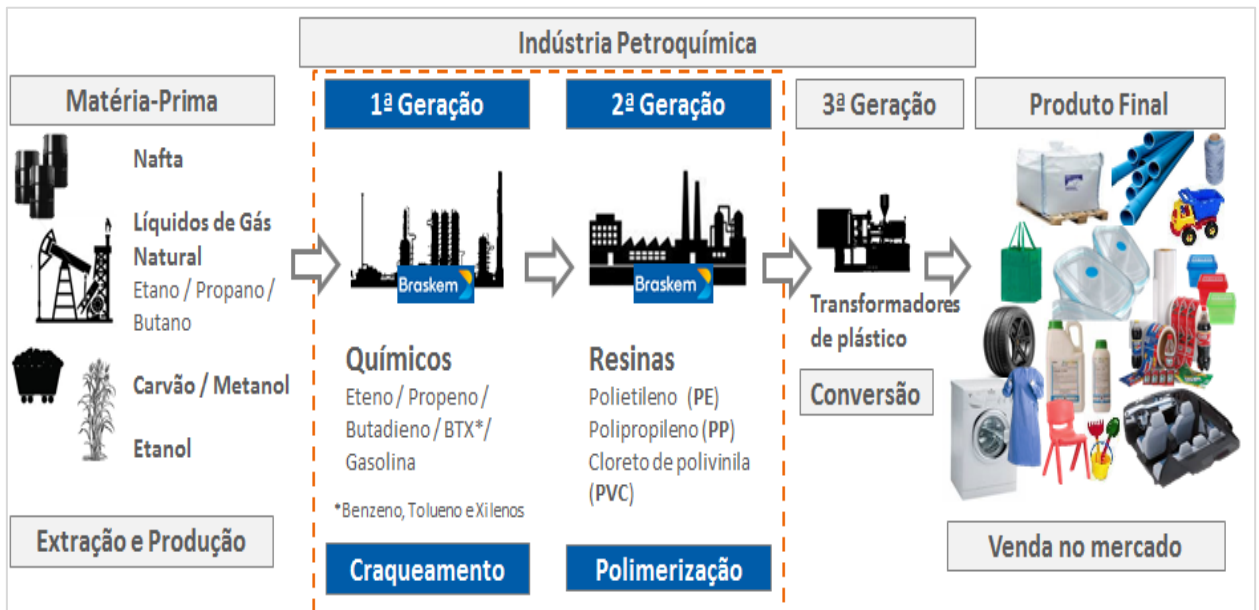 Indústria Petroquímica
Matéria-Prima
1ª Geração
2ª Geração
3ª Geração
Produto Final
Nafta
Líquidos de Gás
Natural
Etano / Propano /
Butano
Carvão / Metanol
Etanol
Extração e Produção
Braskem
Químicos
Eteno / Propeno /
Butadieno / BTX*/
Gasolina
*Benzeno, Tolueno e Xilenos
Craqueamento
Braskem
Resinas
Polietileno (PE)
Polipropileno (PP)
Cloreto de polivinila
(PVC)
Polimerização
Transformadores
de plástico
Conversão
Venda no mercado